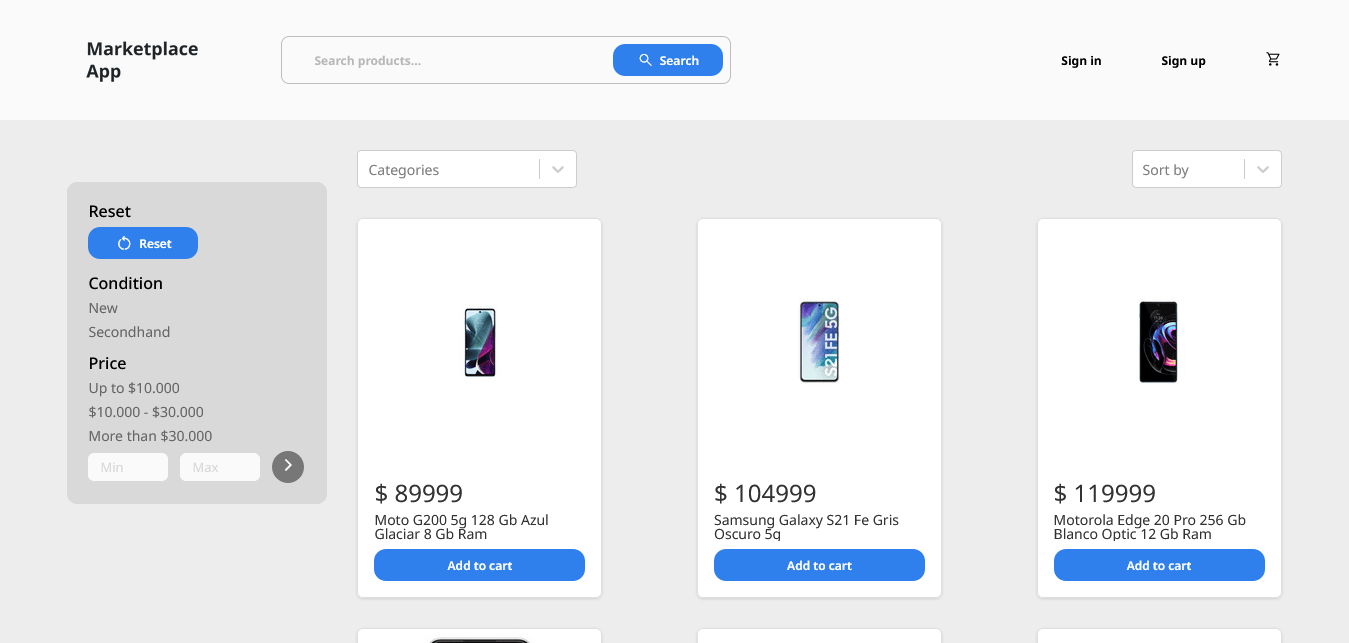 Marketplace
App
Search products...
Search
Sign in
Sign up
Categories
Sort by
Reset
Reset
Condition
New
Secondhand
Price
Up to $10.000
$10.000 - $30.000
More than $30.000
Min
Max
S21 FE 5G
$ 89999
Moto G200 5g 128 Gb Azul
Glaciar 8 Gb Ram
Add to cart
$ 104999
Samsung Galaxy S21 Fe Gris
Oscuro 5g
Add to cart
$ 119999
Motorola Edge 20 Pro 256 Gb
Blanco Optic 12 Gb Ram
Add to cart